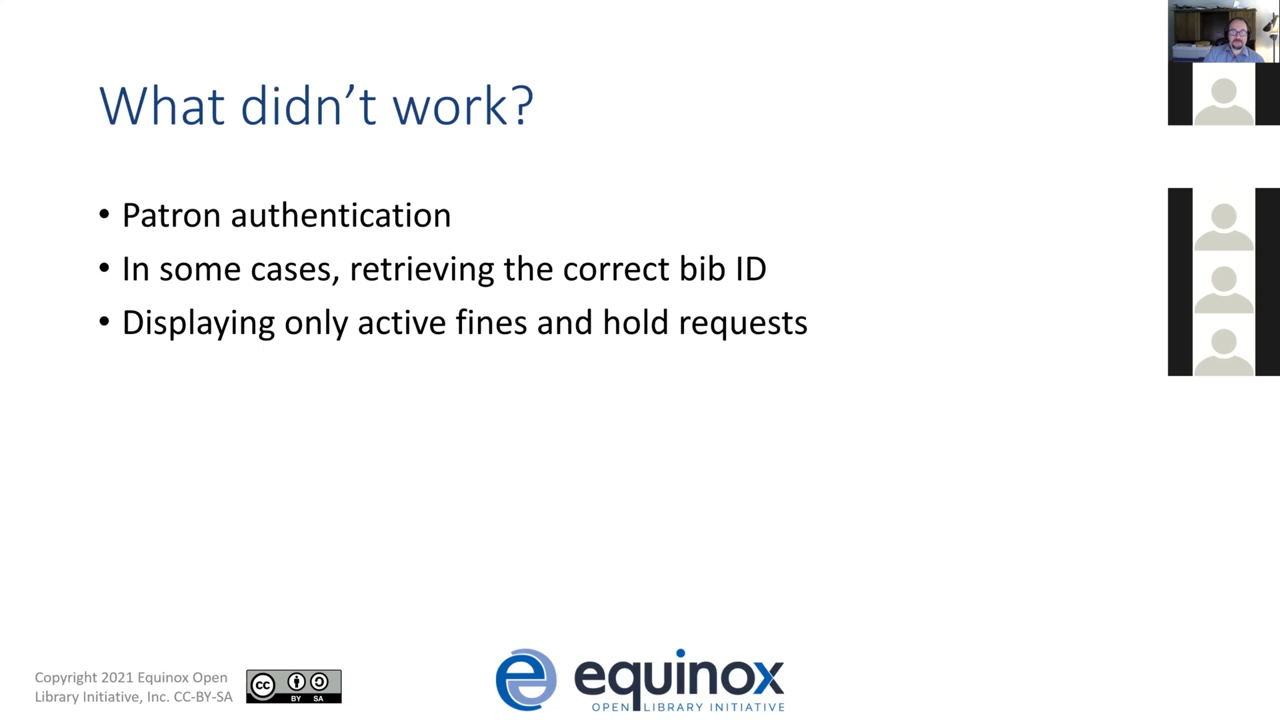 What didn’t work?
• Patron authentication
• In some cases, retrieving the correct bib ID
• Displaying only active fines and hold requests
Copyright 2021 Equinox Open
Library Initiative, Inc. CC-BY-SA
cc
BY SA
equinox
OPEN LIBRARY INITIATIVE